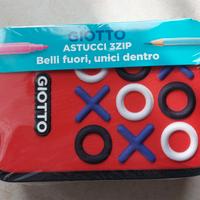 GIOTTO
ASTUCCI 3ZIP
Belli fuori, unici dentro
GIOTTO